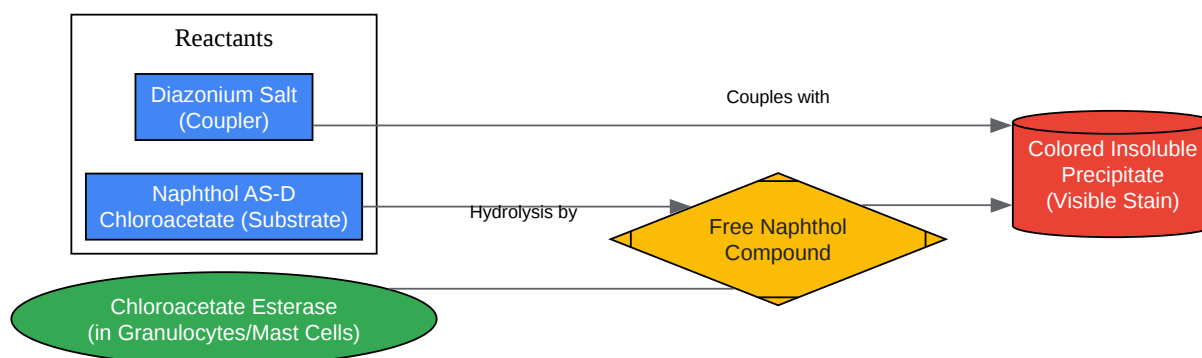 Reactants
Diazonium Salt
(Coupler)
Couples with
Colored Insoluble
Precipitate
(Visible Stain)
Naphthol AS-D
Chloroacetate (Substrate)
Hydrolysis by
Free Naphthol
Compound
Chloroacetate Esterase
(in Granulocytes/Mast Cells)